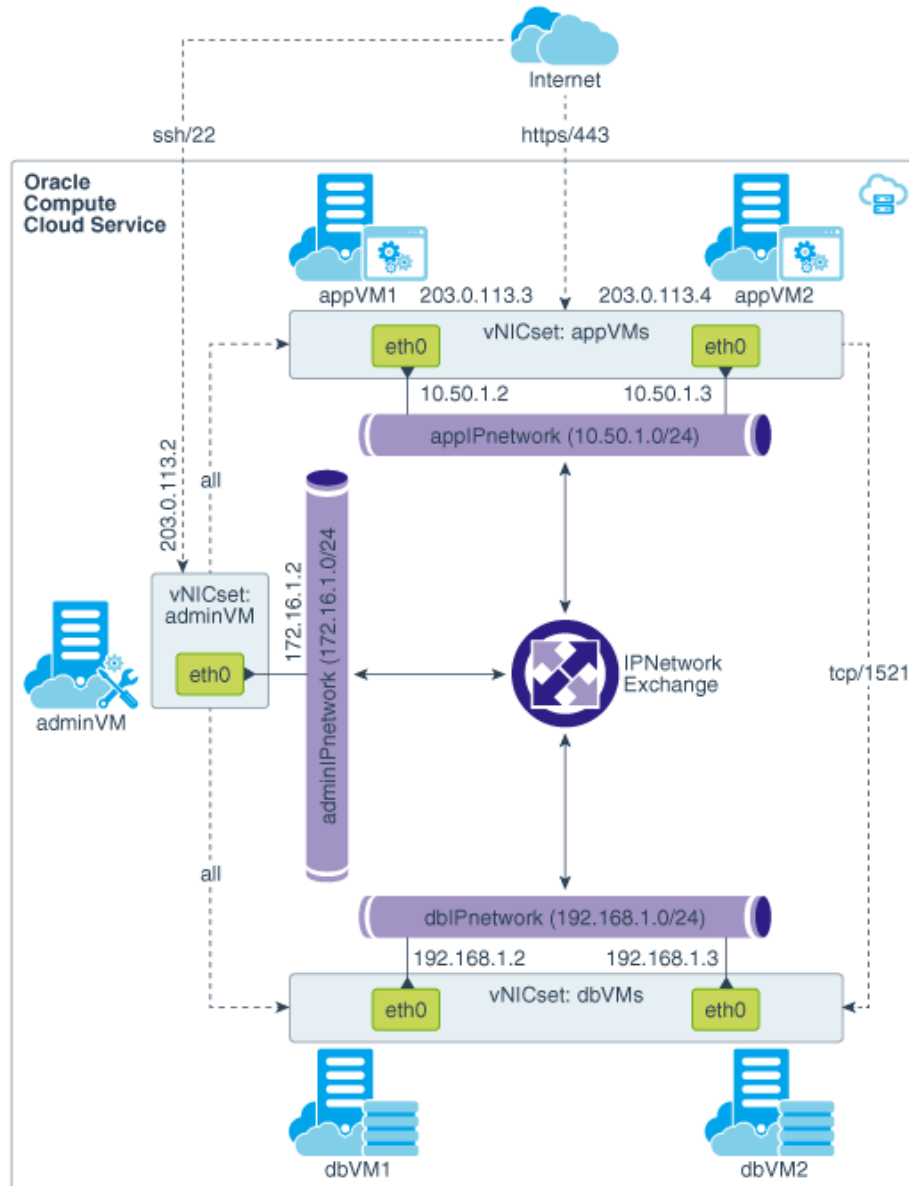 Internet
ssh/22
https/443
Oracle
Compute
Cloud Service
appVM1
203.0.113.3
203.0.113.4
appVM2
vNICset: appVMs
eth0
eth0
10.50.1.2
10.50.1.3
appIPnetwork (10.50.1.0/24)
all
203.0.113.2
vNICset:
adminVM
eth0
adminVM
172.16.1.2
adminIPnetwork (172.16.1.0/24
IPNetwork
Exchange
tcp/1521
all
dbIPnetwork (192.168.1.0/24)
192.168.1.2
192.168.1.3
vNICset: dbVMs
eth0
eth0
dbVM1
dbVM2